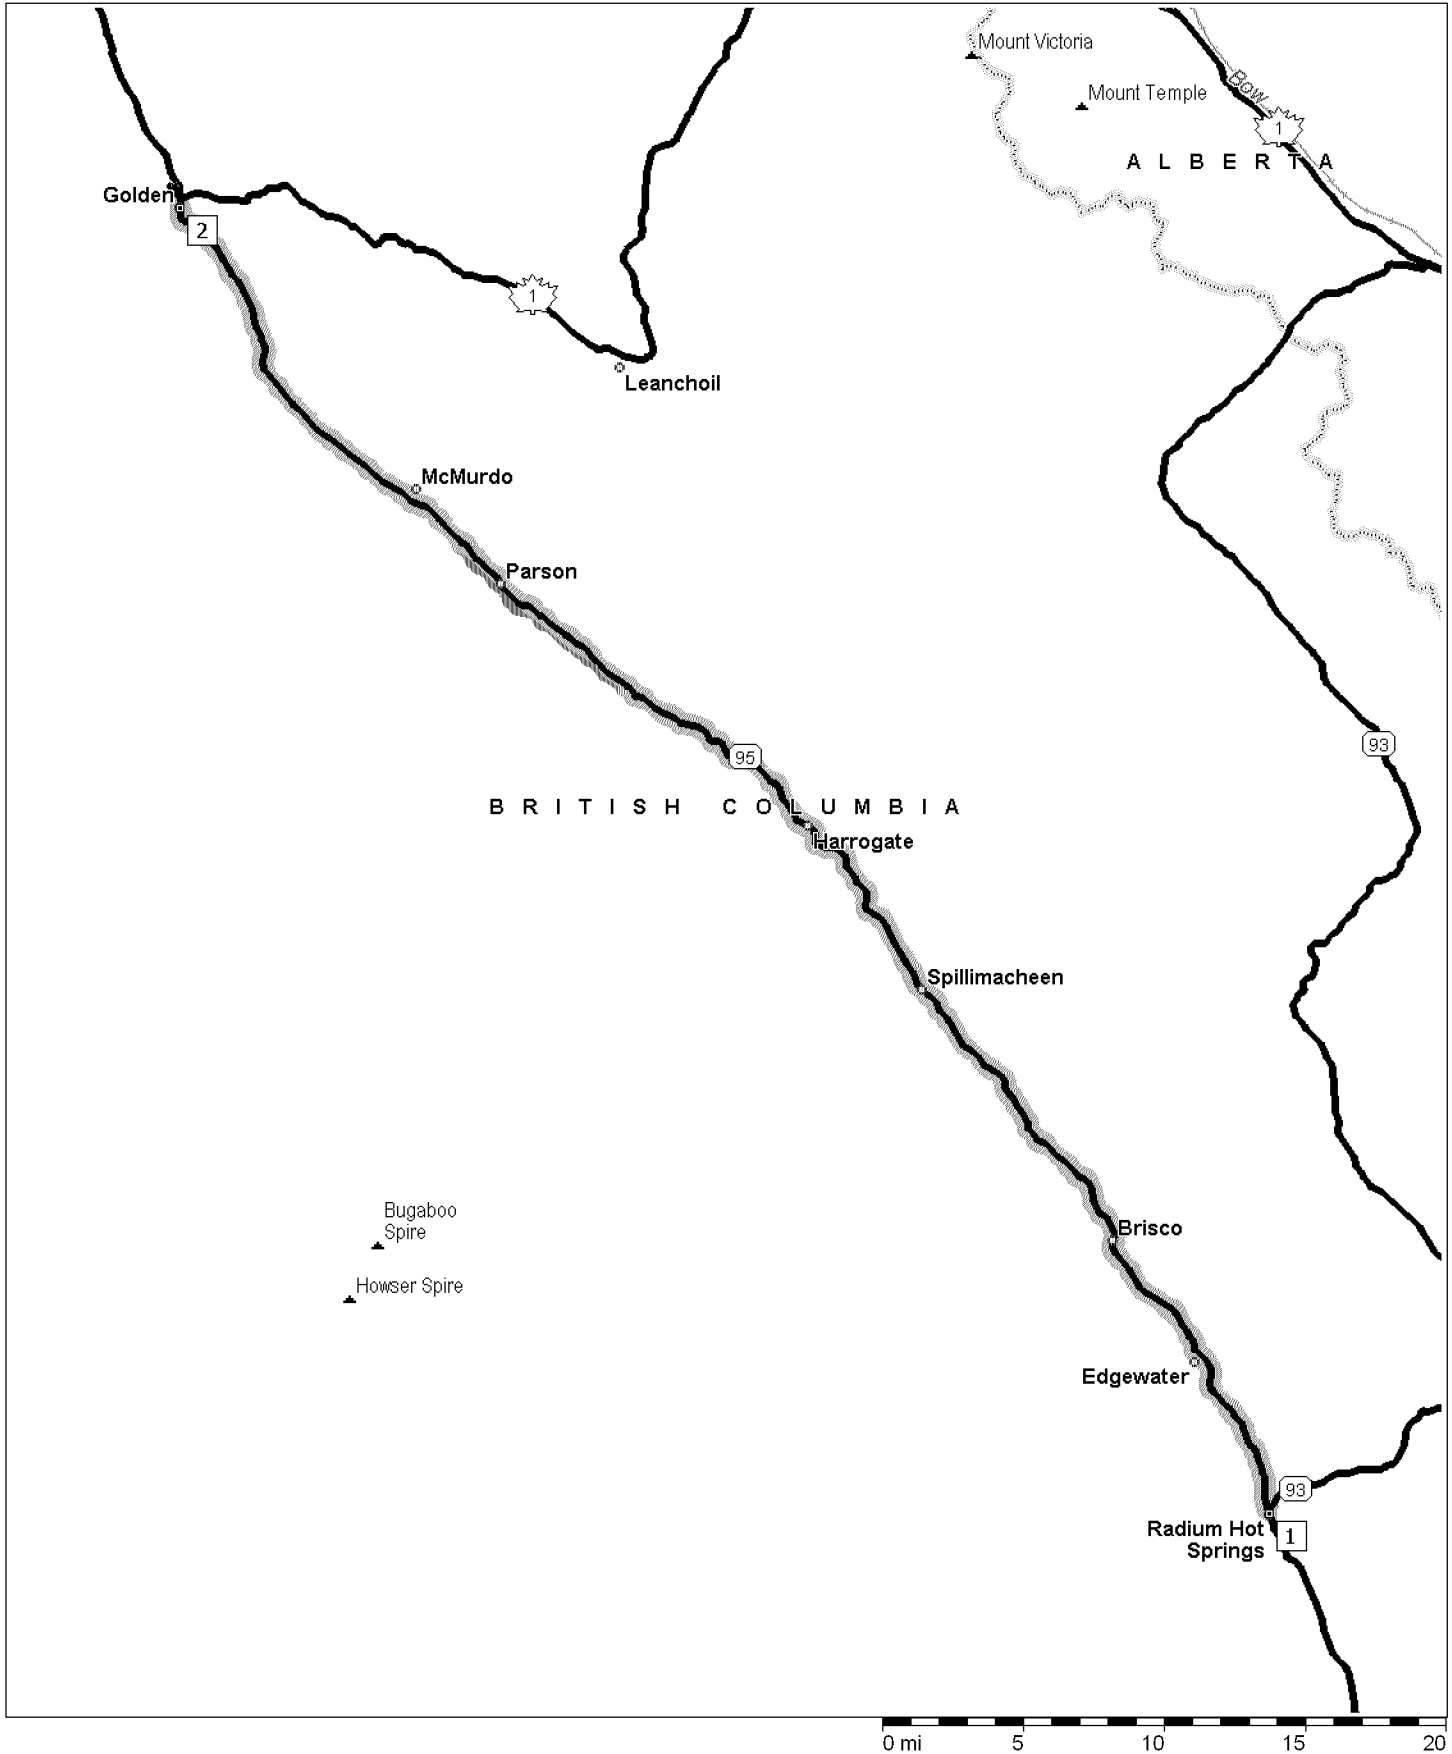 Mount Victoria
Mount Temple
Bow
1
A L B E R T A
Golden
2
1
Leanchoil
McMurdo
Parson
93
95
B R I T I S H C O L U M B I A
Harrogate
Spillimacheen
Bugaboo
Spire
Brisco
Howser Spire
Edgewater
93
Radium Hot
Springs
1
0 mi 5 10 15 20